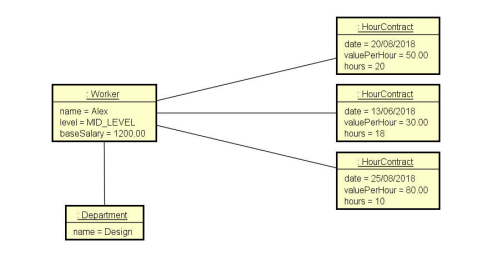 : HourContract
date = 20/08/2018
valuePerHour = 50.00
hours = 20
: Worker
name = Alex
level = MID_LEVEL
baseSalary = 1200.00
: HourContract
date = 13/06/2018
valuePerHour = 30.00
hours = 18
: HourContract
date = 25/08/2018
valuePerHour = 80.00
hours = 10
: Department
name = Design